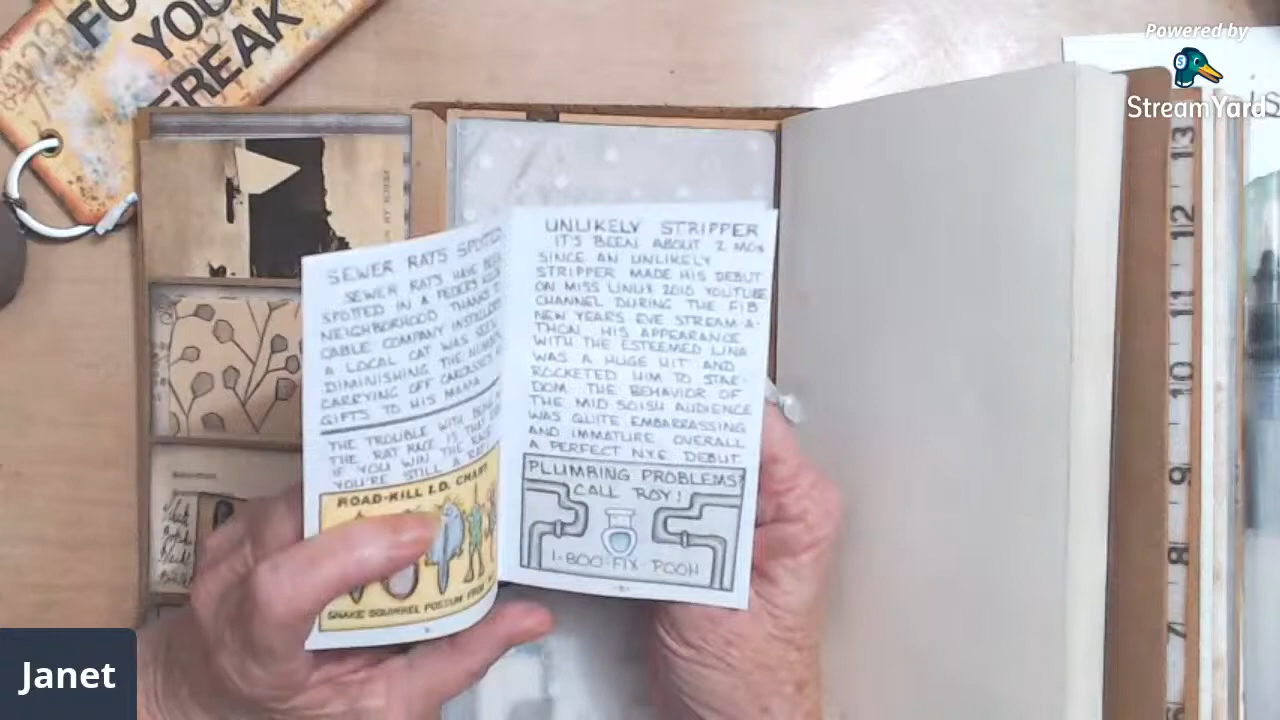 FO
YOU
FREAK
Powered by
StreamYard
SEWER RATS SPOTTED
SEWER RATS HAVE BEEN
SPOTTED IN A
NEIGHBORHOOD THANKS T
CABLE COMPANY INSTALLERS
A LOCAL CAT WAS SEEN
DIMINISHING THE NUMBE
CARRYING OFF CARCASSES A
GIFTS TO HIS MAMA
THE TROUBLE WITH
THE RAT RACE IS THAT
IF YOU WIN THE RACE
YOU'RE STILL A RAT
ROAD-KILL I.D. CHART
SNAKE SQUIRREL POSSUM
UNLIKELY STRIPPER
IT'S BEEN ABOUT 2 MOS
SINCE AN UNLIKELY
STRIPPER MADE HIS DEBUT
ON MISS LINUX 2010 YOUTUBE
CHANNEL DURING THE FIB
NEW YEARS EVE STREAM-A-
THON. HIS APPEARANCE
WITH THE ESTEEMED LINA
WAS A HUGE HIT AND
ROCKETED HIM TO STAR-
DOM. THE BEHAVIOR OF
THE MID SOISH AUDIENCE
WAS QUITE EMBARRASSING
AND IMMATURE OVERALL
A PERFECT NYE DEBUT
PLUMBING PROBLEMS?
CALL ROY!
1-800-FIX-POOH
13
12
11
10
9
8
7
Janet